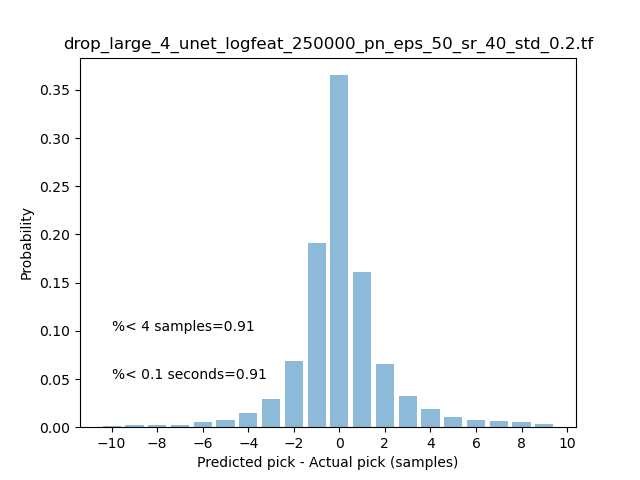 drop_large_4_unet_logfeat_250000_pn_eps_50_sr_40_std_0.2.tf
0.35
0.30
0.25
0.20
0.15
0.10
0.05
0.00
Probability
%< 4 samples=0.91
%< 0.1 seconds=0.91
−10 −8 −6 −4 −2 0 2 4 6 8 10
Predicted pick - Actual pick (samples)